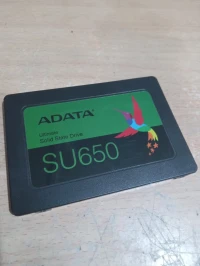 ADATA
Ultimate
Solid State Drive
SU650